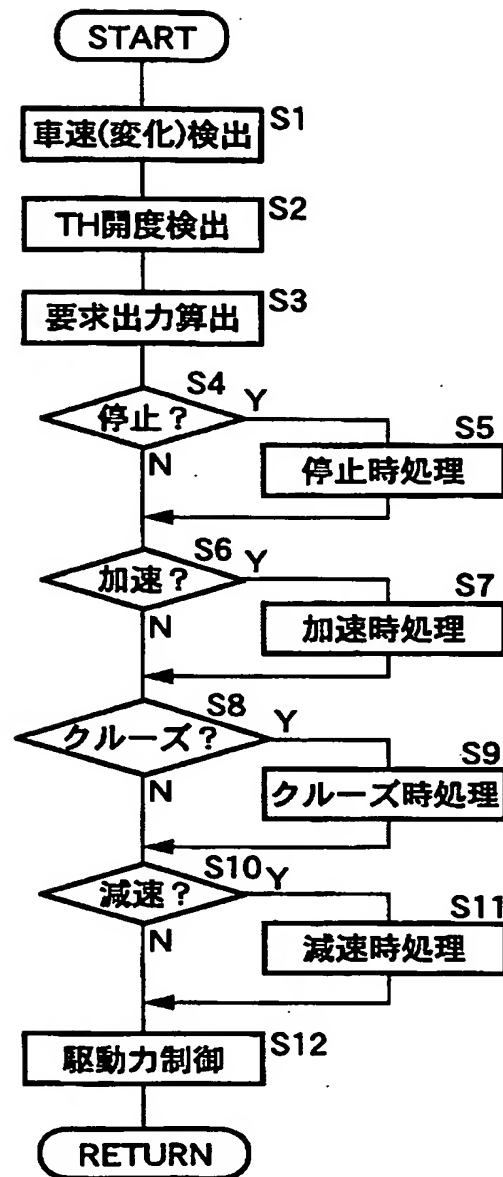 START
車速(変化)検出 S1
TH開度検出 S2
要求出力算出 S3
停止? S4 Y
N
停止時処理 S5
加速? S6 Y
N
加速時処理 S7
クルーズ? S8 Y
N
クルーズ時処理 S9
減速? S10 Y
N
減速時処理 S11
駆動力制御 S12
RETURN